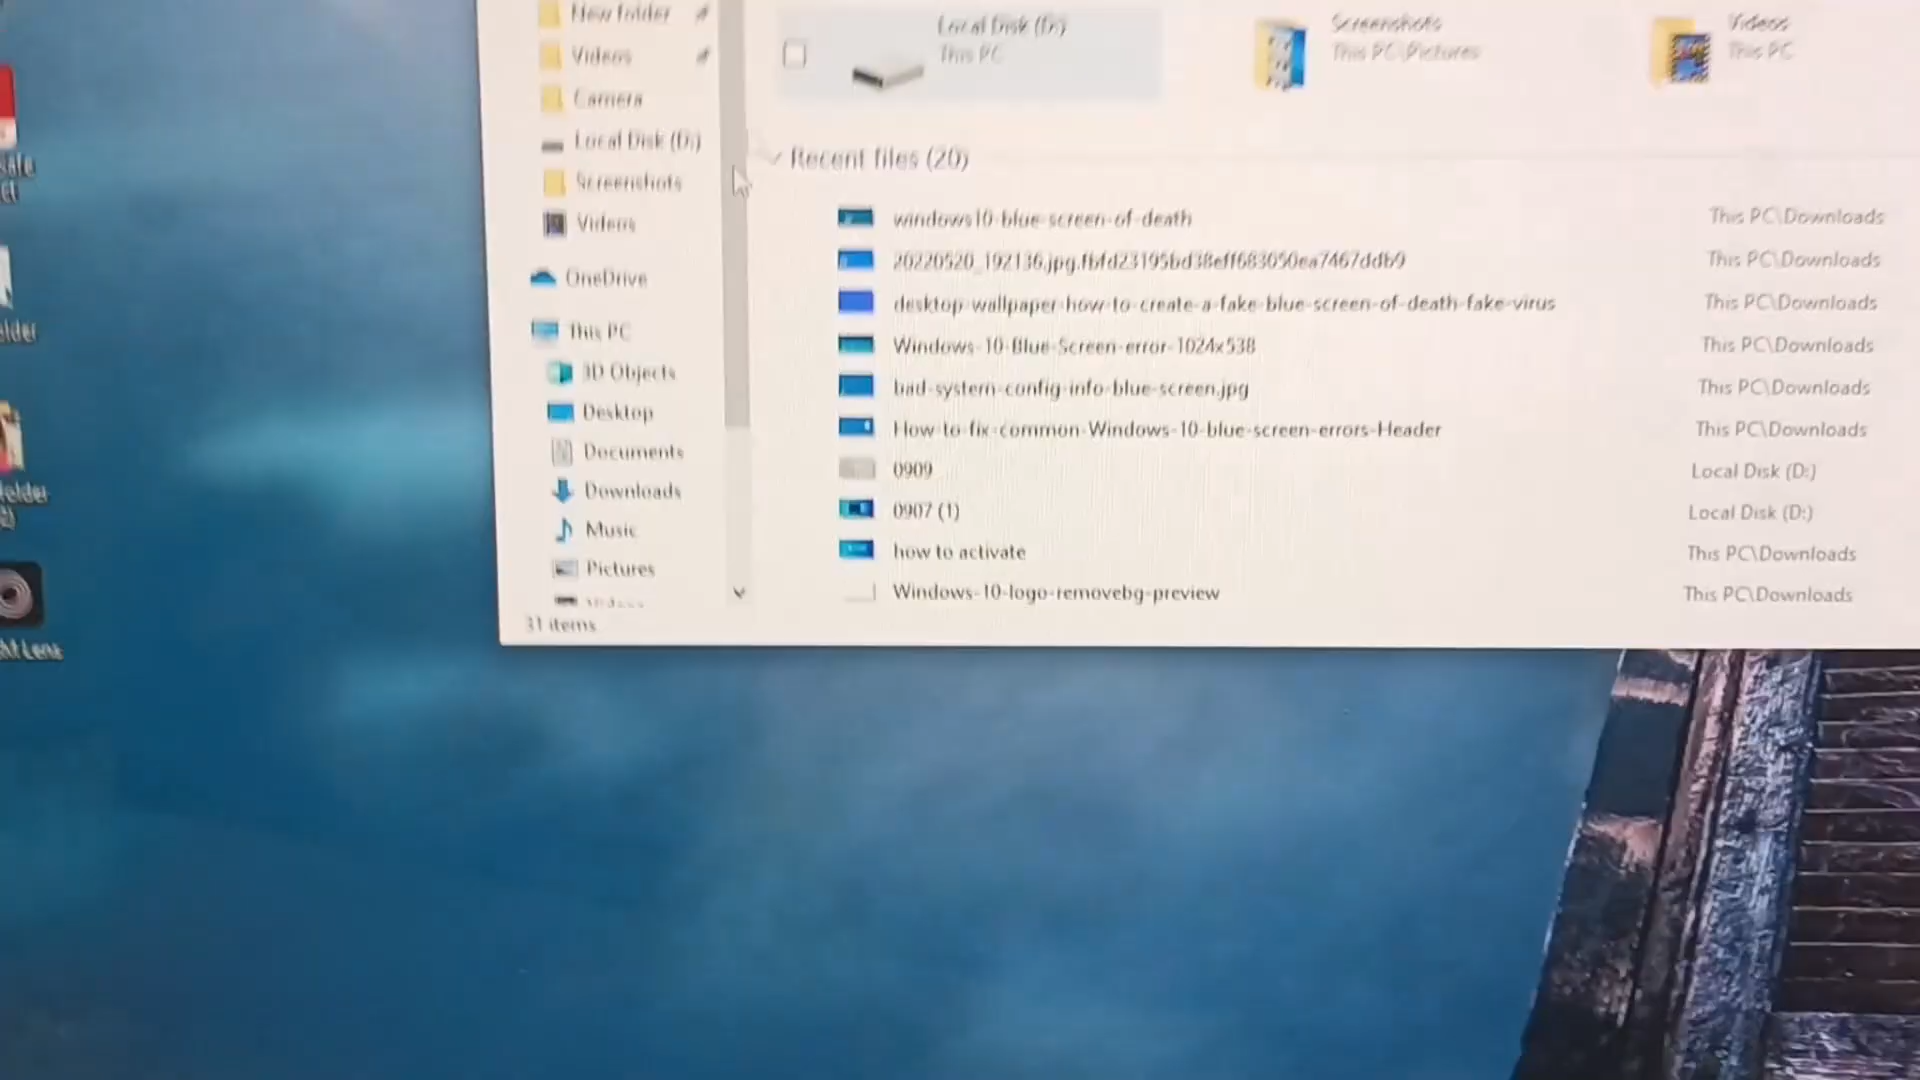 New folder
Videos
Camera
Local Disk (D:)
Screenshots
Videos
OneDrive
This PC
3D Objects
Desktop
Documents
Downloads
Music
Pictures
31 items
Local Disk (D:)
This PC
Screenshots
This PC\Pictures
Videos
This PC
Recent files (20)
windows10-blue-screen-of-death This PC\Downloads
20220520_192136.jpg.fbfd23195bd38eff683050ea7467ddb9 This PC\Downloads
desktop-wallpaper-how-to-create-a-fake-blue-screen-of-death-fake-virus This PC\Downloads
Windows-10-Blue-Screen-error-1024x538 This PC\Downloads
bad-system-config-info-blue-screen.jpg This PC\Downloads
How-to-fix-common-Windows-10-blue-screen-errors-Header This PC\Downloads
0909 Local Disk (D:)
0907 (1) Local Disk (D:)
how to activate This PC\Downloads
Windows-10-logo-removebg-preview This PC\Downloads